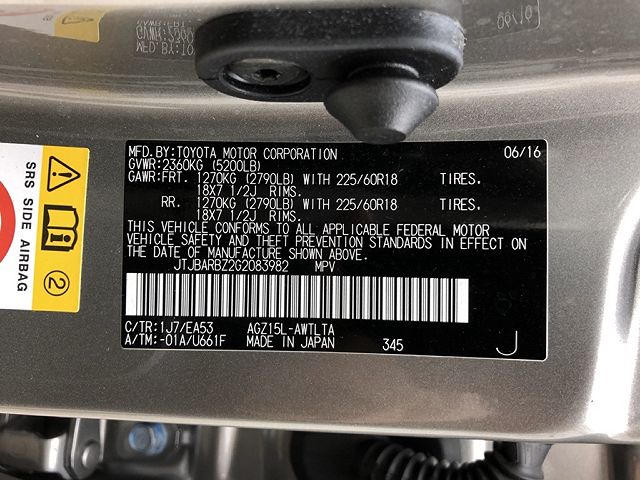 MFD.BY:TOYOTA MOTOR CORPORATION 06/16
GVWR:2360KG (5200LB)
GAWR:FRT. 1270KG (2790LB) WITH 225/60R18 TIRES.
18X7 1/2J RIMS.
RR. 1270KG (2790LB) WITH 225/60R18 TIRES.
18X7 1/2J RIMS.
THIS VEHICLE CONFORMS TO ALL APPLICABLE FEDERAL MOTOR
VEHICLE SAFETY AND THEFT PREVENTION STANDARDS IN EFFECT ON
THE DATE OF MANUFACTURE SHOWN ABOVE.
JTJBARBZ2G2083982 MPV
C/TR:1J7/EA53 AGZ15L-AWTLTA
A/TM:-01A/U661F MADE IN JAPAN 345
J
SRS SIDE AIRBAG
2